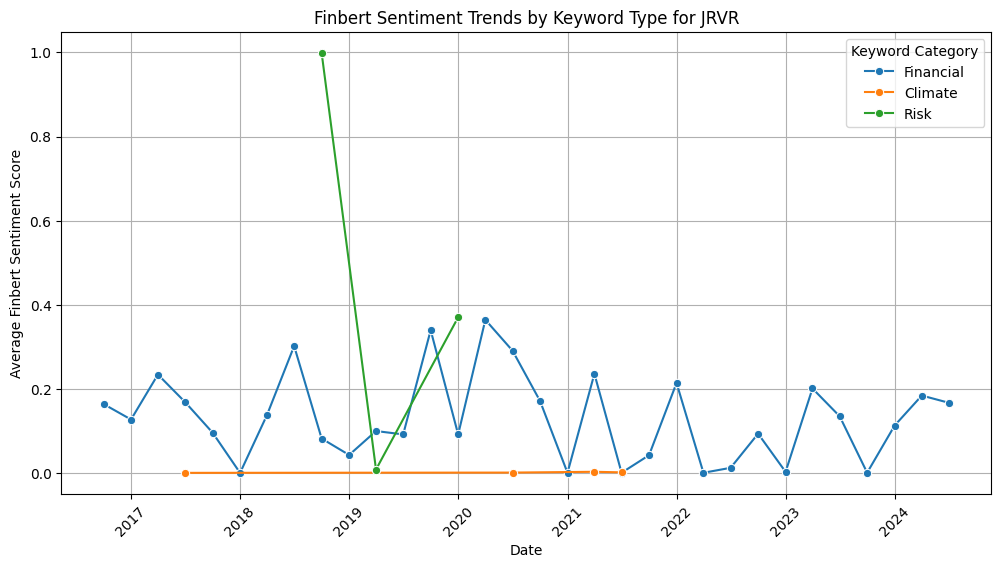 Finbert Sentiment Trends by Keyword Type for JRVR
Keyword Category
Financial
Climate
Risk
Average Finbert Sentiment Score
1.0
0.8
0.6
0.4
0.2
0.0
2017
2018
2019
2020
2021
2022
2023
2024
Date